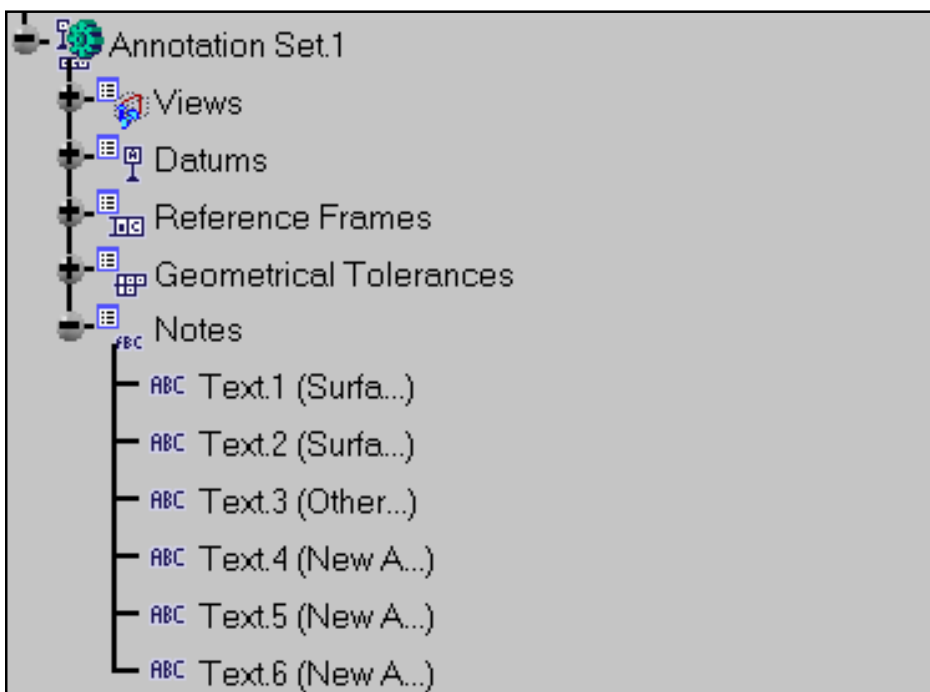 Annotation Set.1
Views
Datums
Reference Frames
Geometrical Tolerances
Notes
ABC Text.1 (Surfa...)
ABC Text.2 (Surfa...)
ABC Text.3 (Other...)
ABC Text.4 (New A...)
ABC Text.5 (New A...)
ABC Text.6 (New A...)